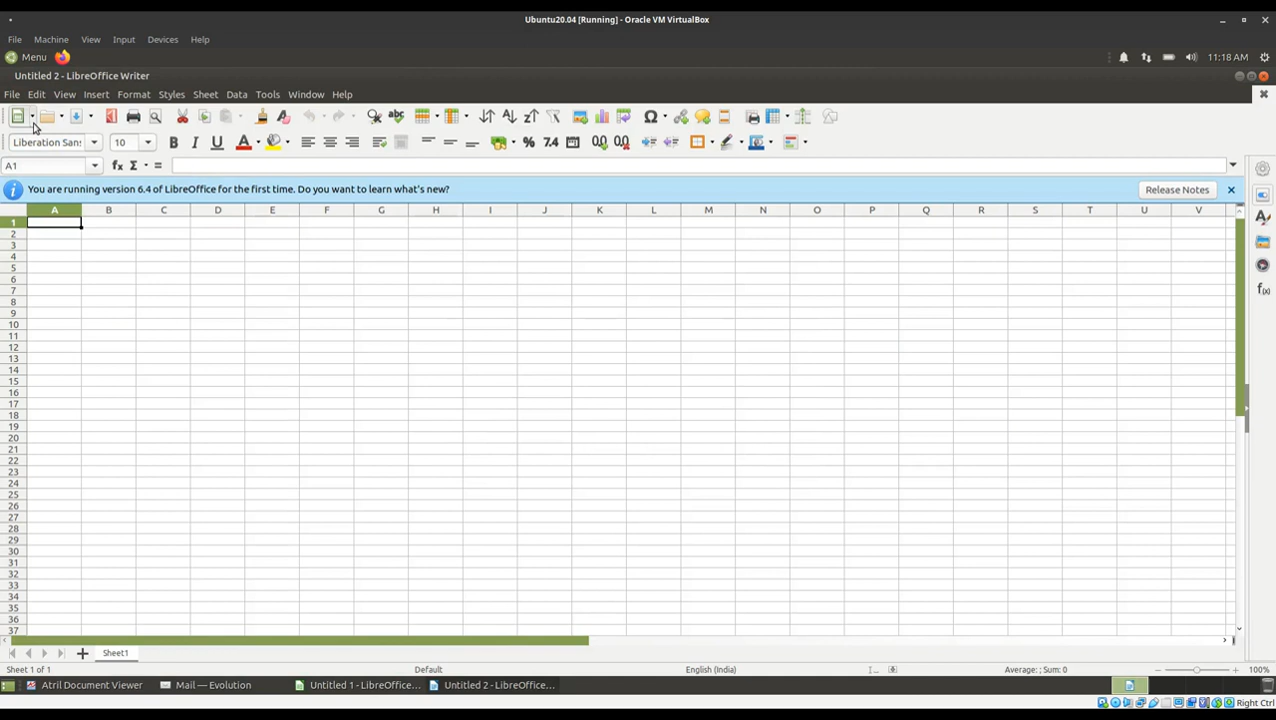 Ubuntu20.04 [Running] - Oracle VM VirtualBox
File Machine View Input Devices Help
Menu 11:18 AM
Untitled 2 - LibreOffice Writer
File Edit View Insert Format Styles Sheet Data Tools Window Help
Liberation Sans 10 B I U A % 7.4
A1 fx Σ =
You are running version 6.4 of LibreOffice for the first time. Do you want to learn what's new? Release Notes
A B C D E F G H I J K L M N O P Q R S T U V
1
2
3
4
5
6
7
8
9
10
11
12
13
14
15
16
17
18
19
20
21
22
23
24
25
26
27
28
29
30
31
32
33
34
35
36
37
Sheet1
Sheet 1 of 1 Default English (India) Average: ; Sum: 0 100%
Atril Document Viewer Mail — Evolution Untitled 1 - LibreOffice... Untitled 2 - LibreOffice...
Right Ctrl